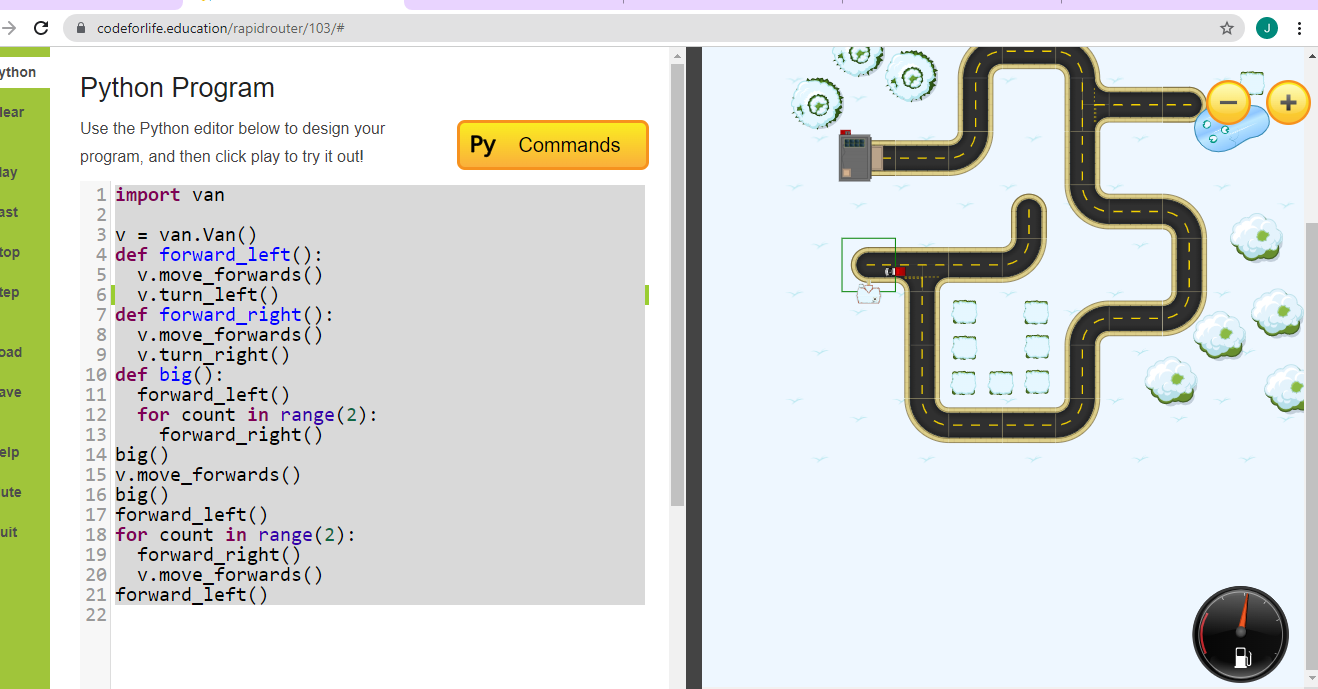 codeforlife.education/rapidrouter/103/#
J
ython
lear
lay
ast
top
tep
oad
ave
elp
ute
uit
Python Program
Use the Python editor below to design your
program, and then click play to try it out!
Py Commands
1 import van
2
3 v = van.Van()
4 def forward_left():
5 v.move_forwards()
6 v.turn_left()
7 def forward_right():
8 v.move_forwards()
9 v.turn_right()
10 def big():
11 forward_left()
12 for count in range(2):
13 forward_right()
14 big()
15 v.move_forwards()
16 big()
17 forward_left()
18 for count in range(2):
19 forward_right()
20 v.move_forwards()
21 forward_left()
22